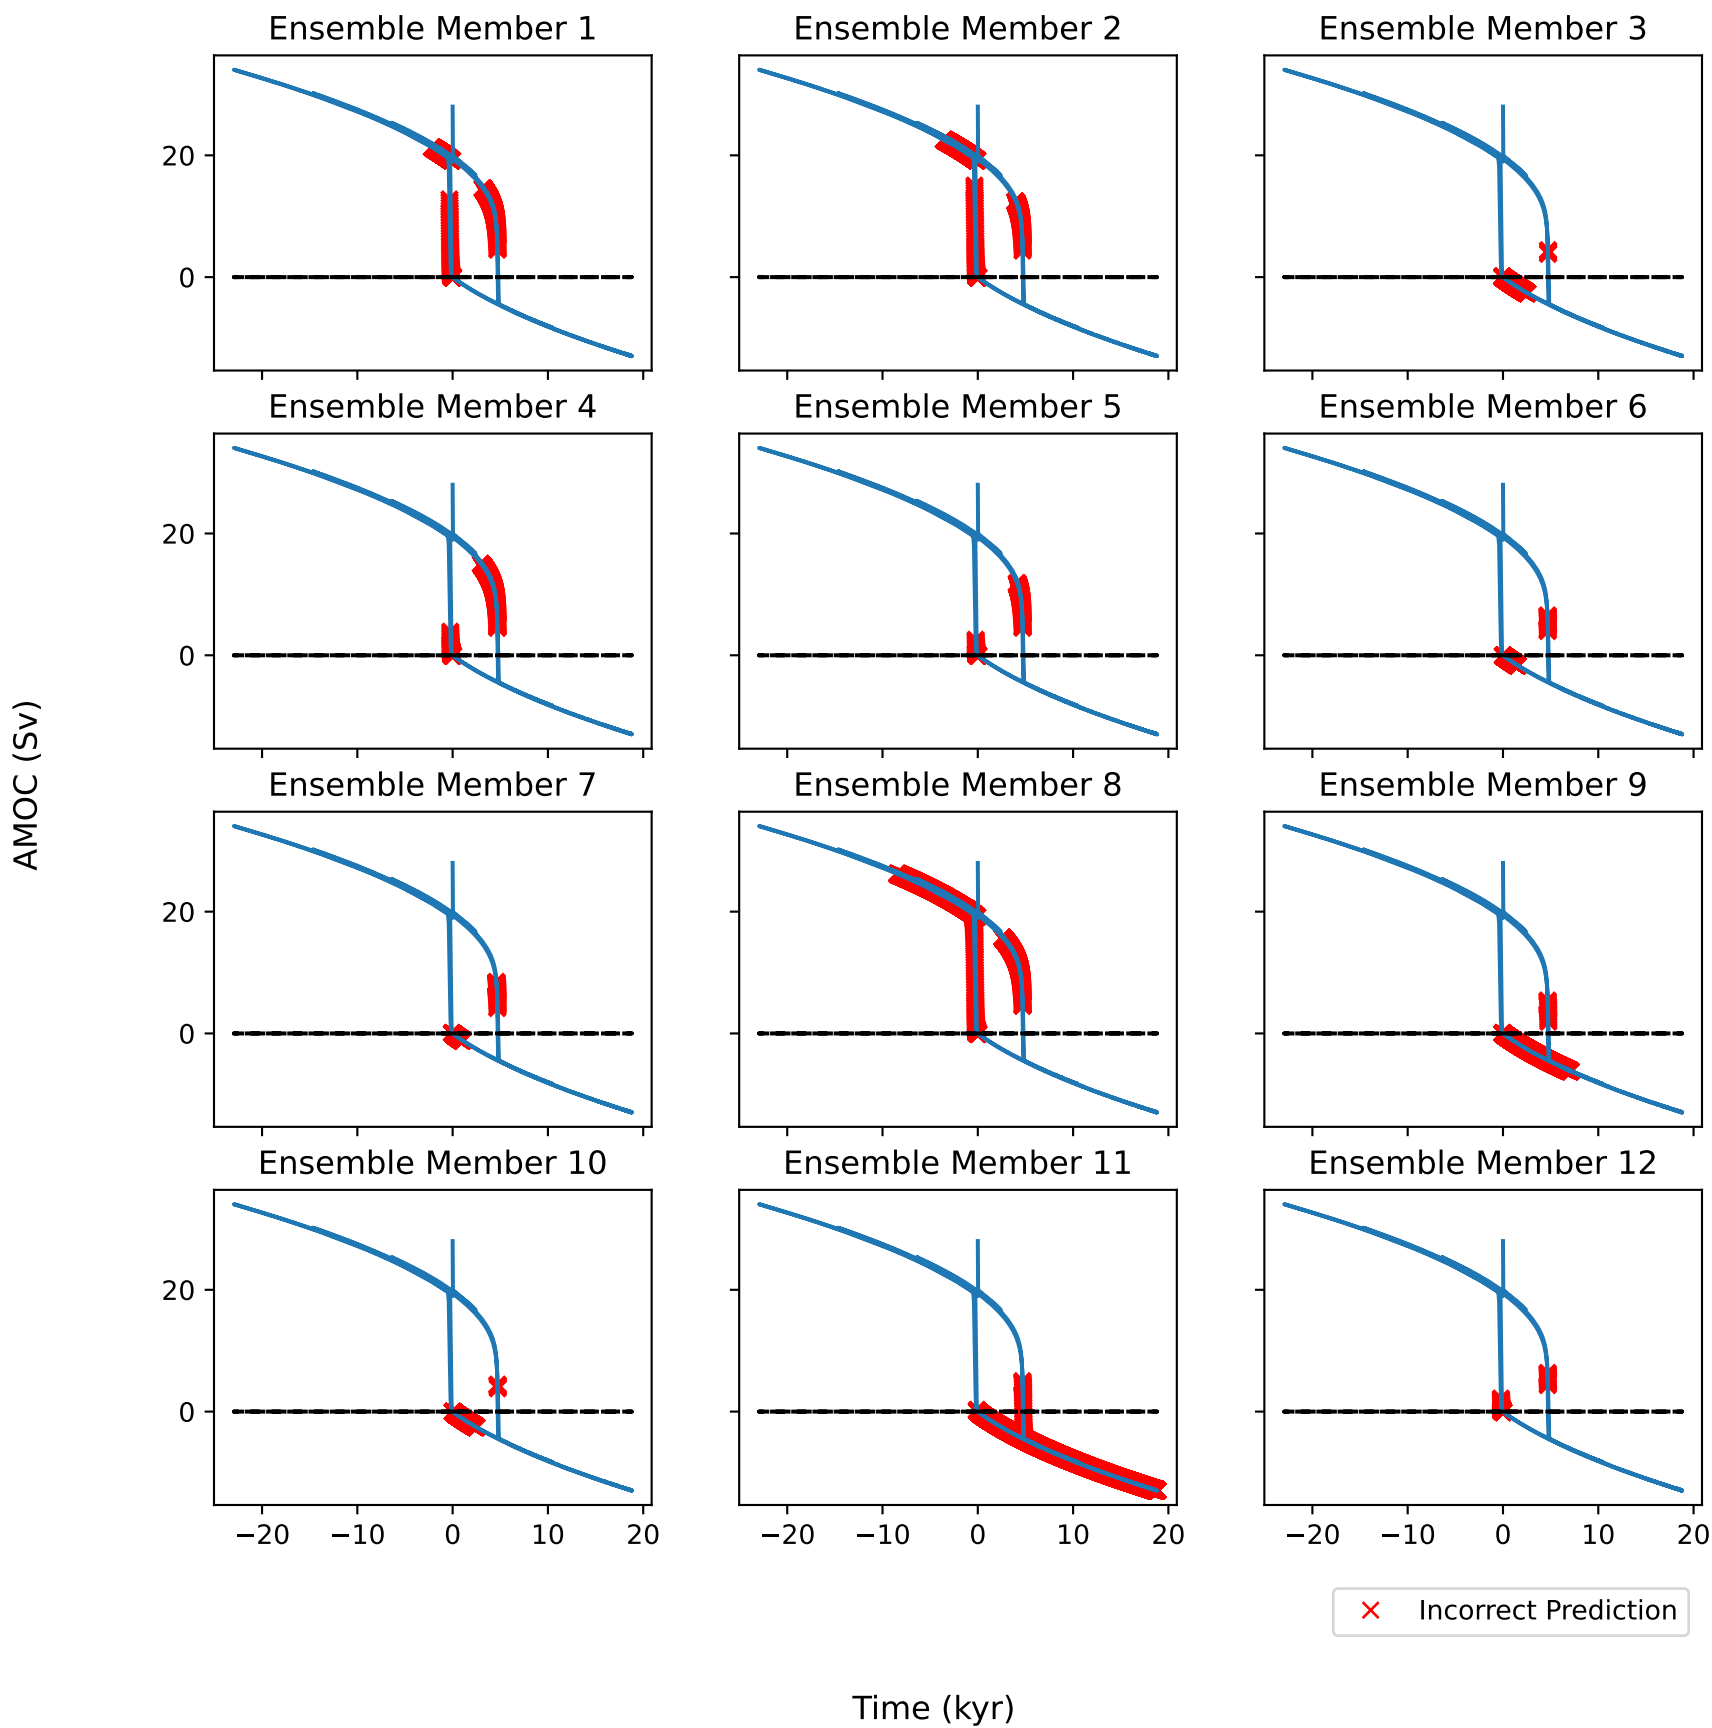 Ensemble Member 1
Ensemble Member 2
Ensemble Member 3
20
0
Ensemble Member 4
Ensemble Member 5
Ensemble Member 6
20
0
AMOC (Sv)
Ensemble Member 7
Ensemble Member 8
Ensemble Member 9
20
0
Ensemble Member 10
Ensemble Member 11
Ensemble Member 12
20
0
−20 −10 0 10 20
−20 −10 0 10 20
−20 −10 0 10 20
Incorrect Prediction
Time (kyr)